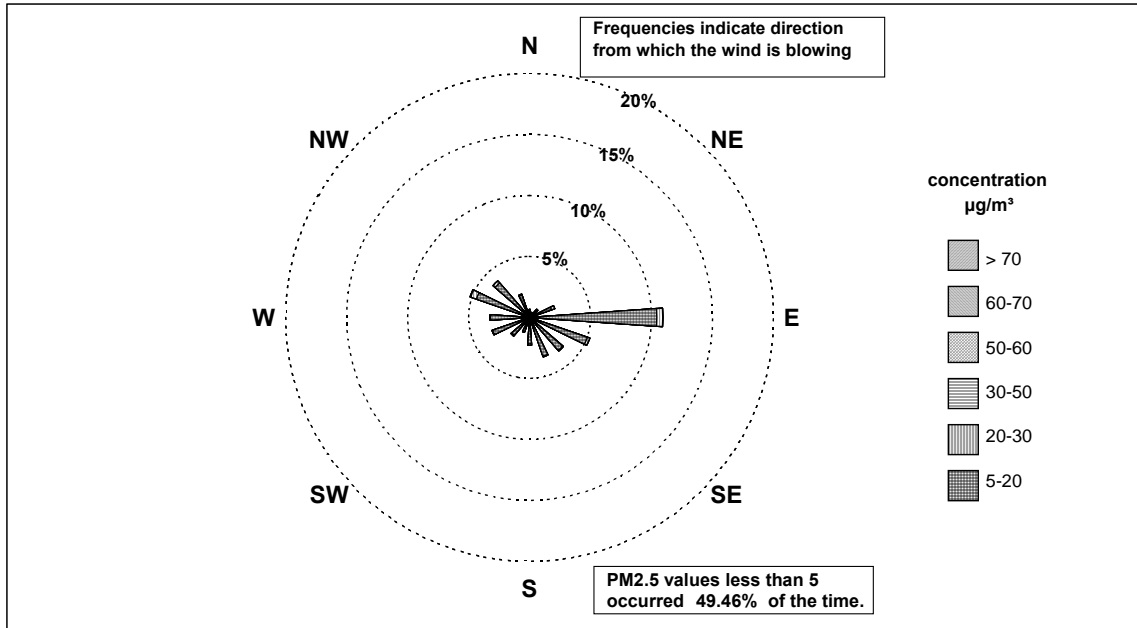 Frequencies indicate direction
from which the wind is blowing
N
20%
NW
NE
15%
concentration
µg/m³
10%
5%
> 70
60-70
W
E
50-60
30-50
20-30
5-20
SW
SE
S
PM2.5 values less than 5
occurred 49.46% of the time.